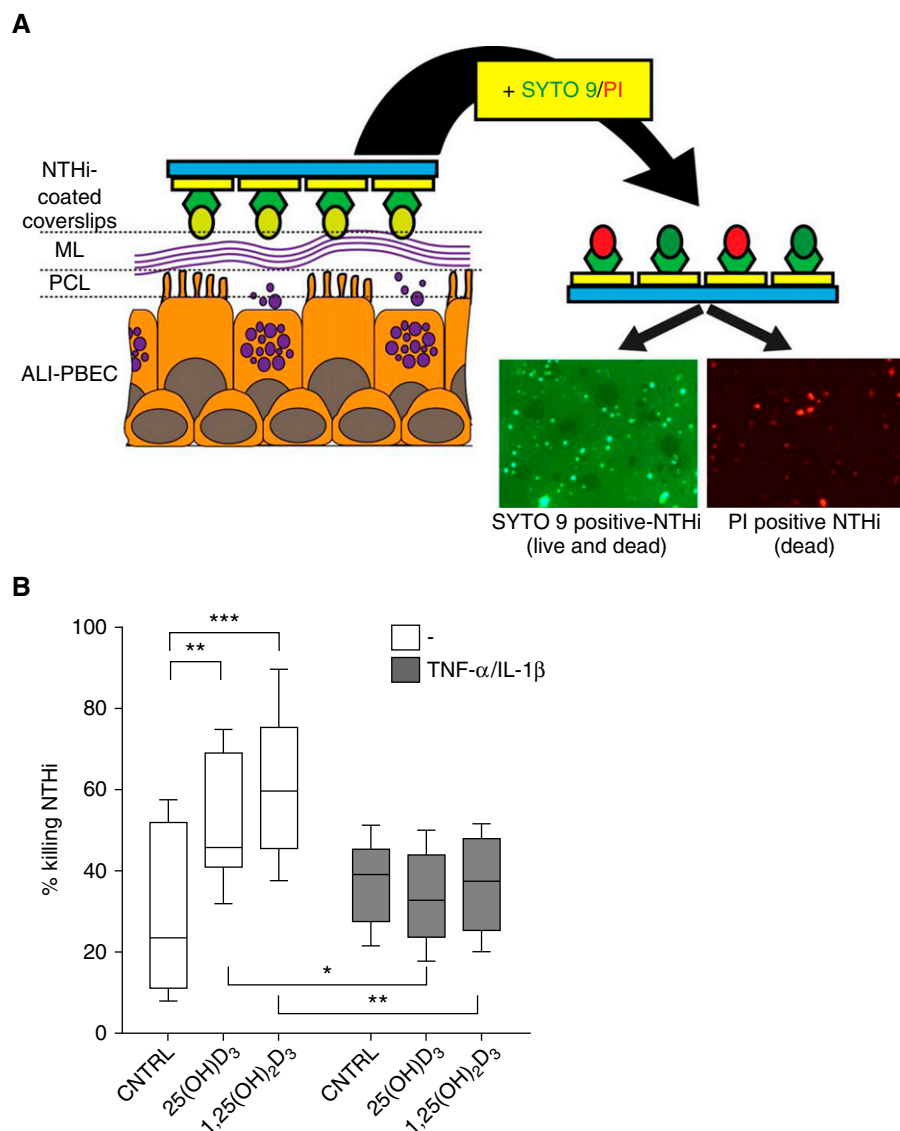 A
+ SYTO 9/PI
NTHi-
coated
coverslips
ML
PCL
ALI-PBEC
SYTO 9 positive-NTHi
(live and dead)
PI positive NTHi
(dead)
B
100
80
60
40
20
0
% killing NTHi
***
**
-
TNF-α/IL-1β
*
**
CNTRL
25(OH)D₃
1,25(OH)₂D₃
CNTRL
25(OH)D₃
1,25(OH)₂D₃